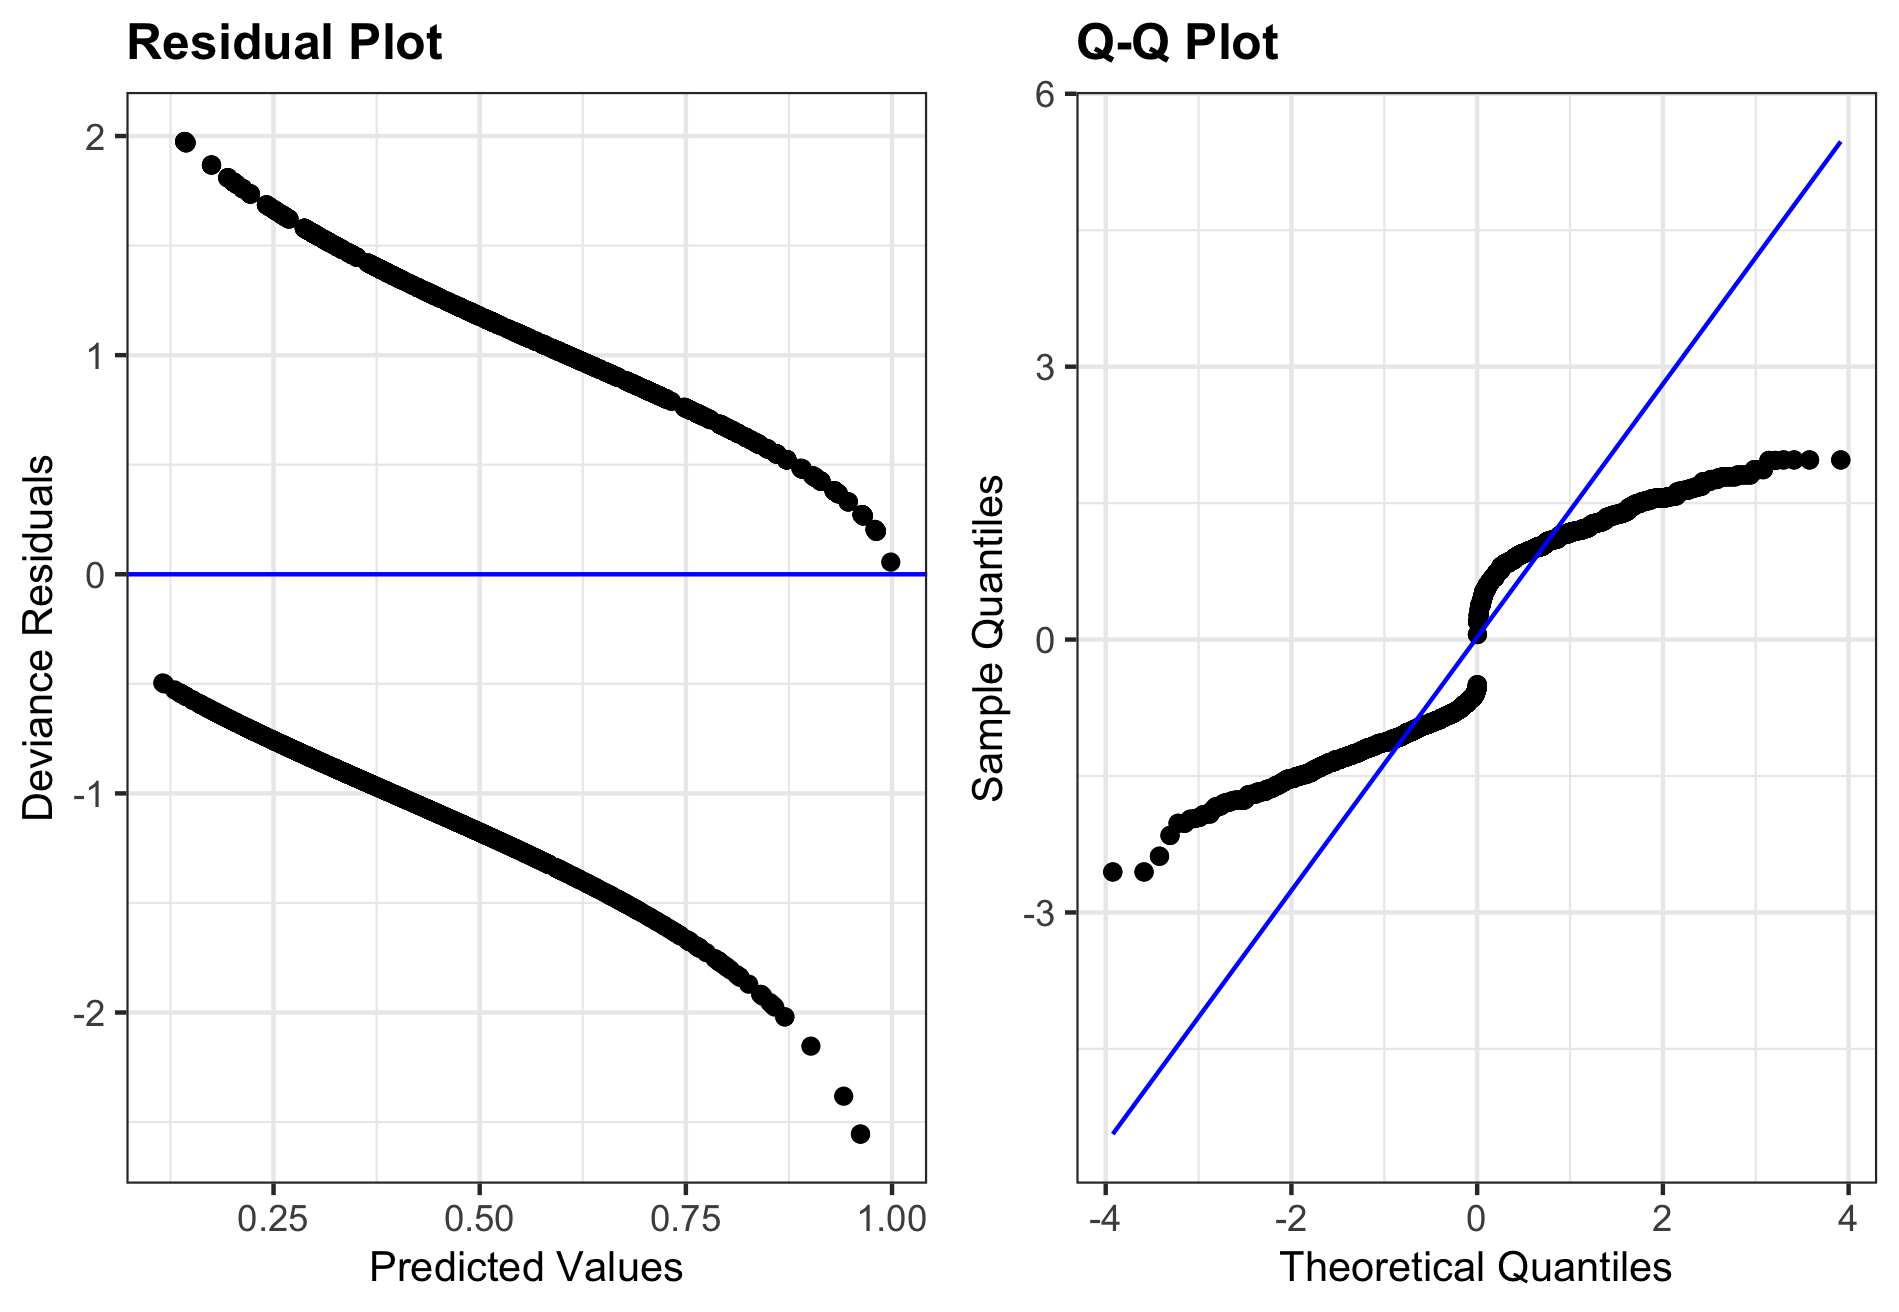 Residual Plot
Deviance Residuals
2
1
0
-1
-2
0.25 0.50 0.75 1.00
Predicted Values
Q-Q Plot
Sample Quantiles
6
3
0
-3
-4 -2 0 2 4
Theoretical Quantiles